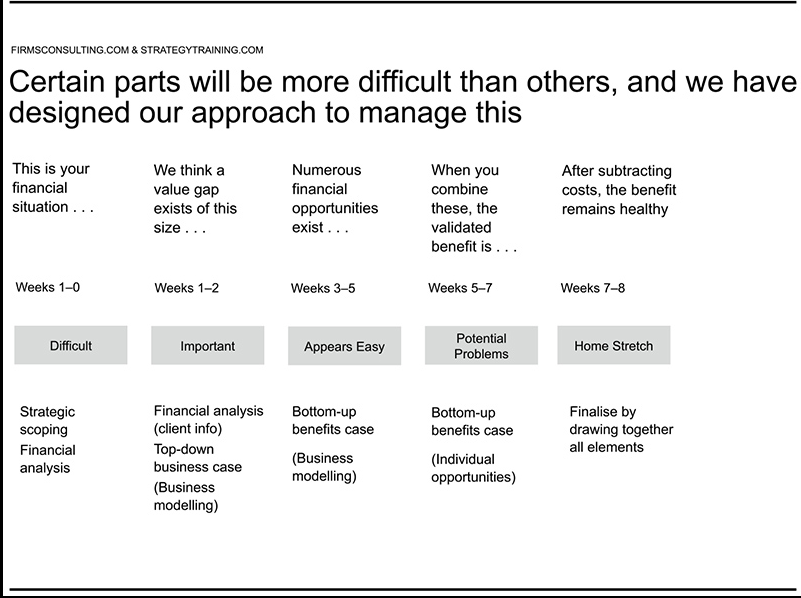 FIRMSCONSULTING.COM & STRATEGYTRAINING.COM
Certain parts will be more difficult than others, and we have
designed our approach to manage this
This is your
financial
situation . . .
We think a
value gap
exists of this
size . . .
Numerous
financial
opportunities
exist . . .
When you
combine
these, the
validated
benefit is . . .
After subtracting
costs, the benefit
remains healthy
Weeks 1–0
Weeks 1–2
Weeks 3–5
Weeks 5–7
Weeks 7–8
Difficult
Important
Appears Easy
Potential
Problems
Home Stretch
Strategic
scoping
Financial
analysis
Financial analysis
(client info)
Top-down
business case
(Business
modelling)
Bottom-up
benefits case
(Business
modelling)
Bottom-up
benefits case
(Individual
opportunities)
Finalise by
drawing together
all elements